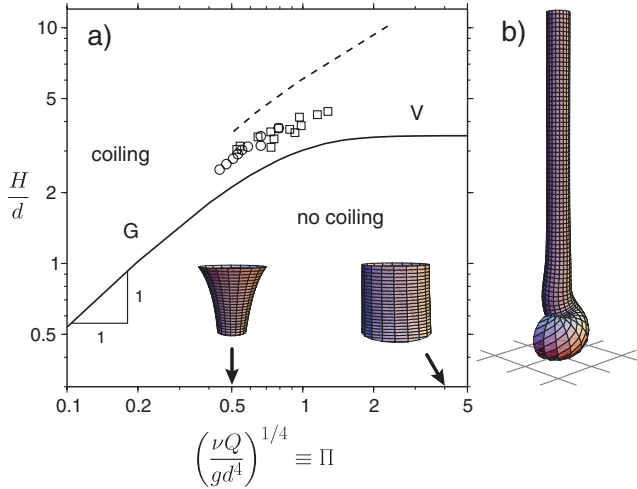 a)
b)
10
5
2
1
0.5
H/d
coiling
no coiling
G
V
1
1
0.1
0.2
0.5
1
2
5
(νQ/gd⁴)^{1/4} ≡ Π